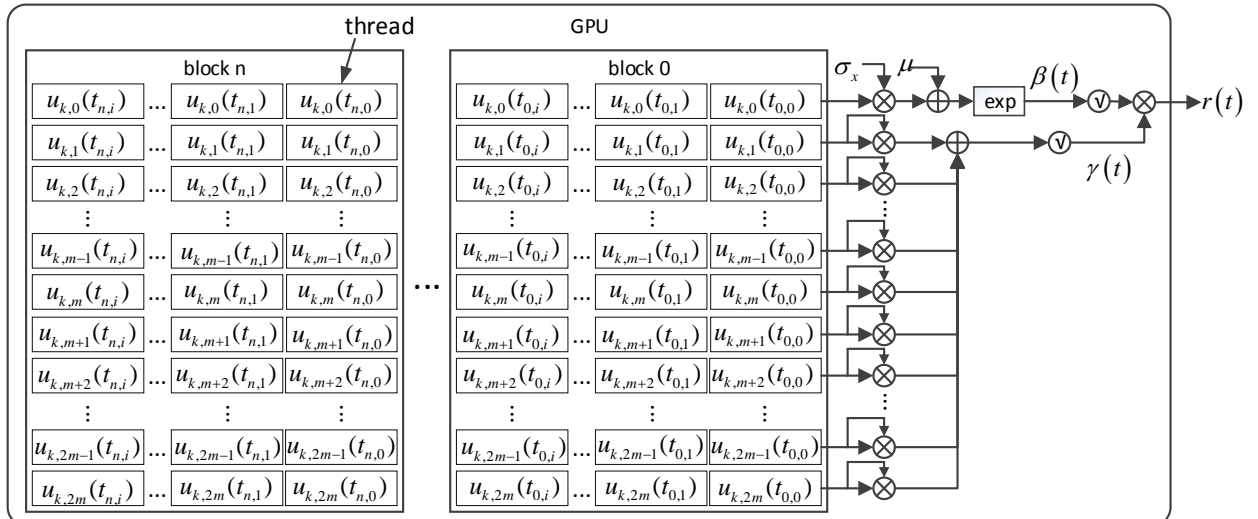 thread GPU
block n block 0 σₓ μ β(t)
u_{k,0}(t_{n,i}) ... u_{k,0}(t_{n,1}) u_{k,0}(t_{n,0}) u_{k,0}(t_{0,i}) ... u_{k,0}(t_{0,1}) u_{k,0}(t_{0,0}) exp √ r(t)
u_{k,1}(t_{n,i}) ... u_{k,1}(t_{n,1}) u_{k,1}(t_{n,0}) u_{k,1}(t_{0,i}) ... u_{k,1}(t_{0,1}) u_{k,1}(t_{0,0}) √
γ(t)
u_{k,2}(t_{n,i}) ... u_{k,2}(t_{n,1}) u_{k,2}(t_{n,0}) u_{k,2}(t_{0,i}) ... u_{k,2}(t_{0,1}) u_{k,2}(t_{0,0})
⋮ ⋮ ⋮ ⋮ ⋮ ⋮ ⋮
u_{k,m−1}(t_{n,i}) ... u_{k,m−1}(t_{n,1}) u_{k,m−1}(t_{n,0}) u_{k,m−1}(t_{0,i}) ... u_{k,m−1}(t_{0,1}) u_{k,m−1}(t_{0,0})
u_{k,m}(t_{n,i}) ... u_{k,m}(t_{n,1}) u_{k,m}(t_{n,0}) ... u_{k,m}(t_{0,i}) ... u_{k,m}(t_{0,1}) u_{k,m}(t_{0,0})
u_{k,m+1}(t_{n,i}) ... u_{k,m+1}(t_{n,1}) u_{k,m+1}(t_{n,0}) u_{k,m+1}(t_{0,i}) ... u_{k,m+1}(t_{0,1}) u_{k,m+1}(t_{0,0})
u_{k,m+2}(t_{n,i}) ... u_{k,m+2}(t_{n,1}) u_{k,m+2}(t_{n,0}) u_{k,m+2}(t_{0,i}) ... u_{k,m+2}(t_{0,1}) u_{k,m+2}(t_{0,0})
⋮ ⋮ ⋮ ⋮ ⋮ ⋮
u_{k,2m−1}(t_{n,i}) ... u_{k,2m−1}(t_{n,1}) u_{k,2m−1}(t_{n,0}) u_{k,2m−1}(t_{0,i}) ... u_{k,2m−1}(t_{0,1}) u_{k,2m−1}(t_{0,0})
u_{k,2m}(t_{n,i}) ... u_{k,2m}(t_{n,1}) u_{k,2m}(t_{n,0}) u_{k,2m}(t_{0,i}) ... u_{k,2m}(t_{0,1}) u_{k,2m}(t_{0,0})